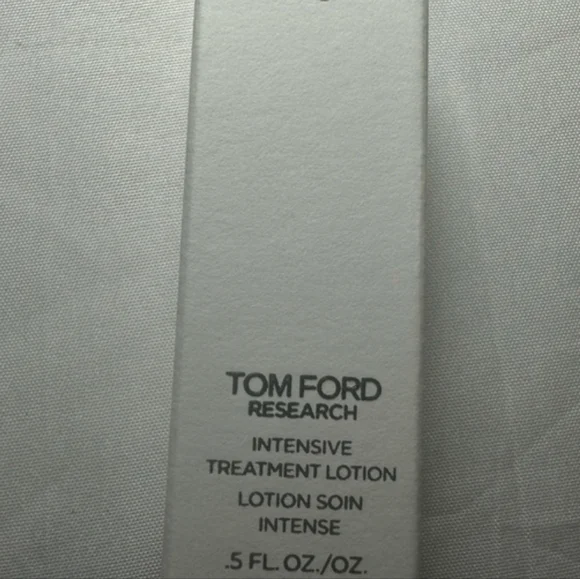 TOM FORD
RESEARCH
INTENSIVE
TREATMENT LOTION
LOTION SOIN
INTENSE
.5 FL. OZ./OZ.